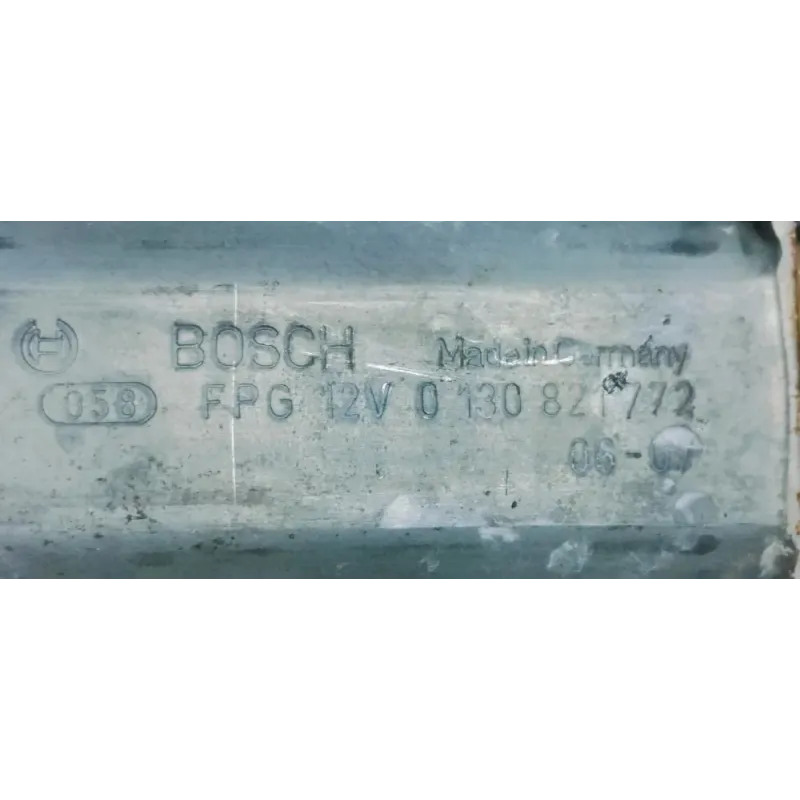 BOSCH Made in Germany
058 FPG 12V 0 130 821 772